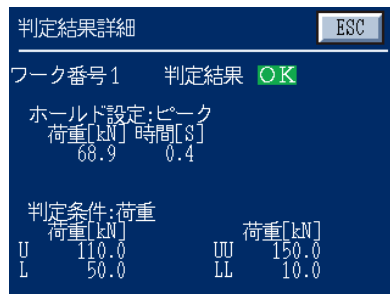 判定結果詳細 ESC
ワーク番号1 判定結果 OK
ホールド設定:ピーク
荷重[kN] 時間[S]
68.9 0.4
判定条件:荷重
荷重[kN] 荷重[kN]
U 110.0 UU 150.0
L 50.0 LL 10.0